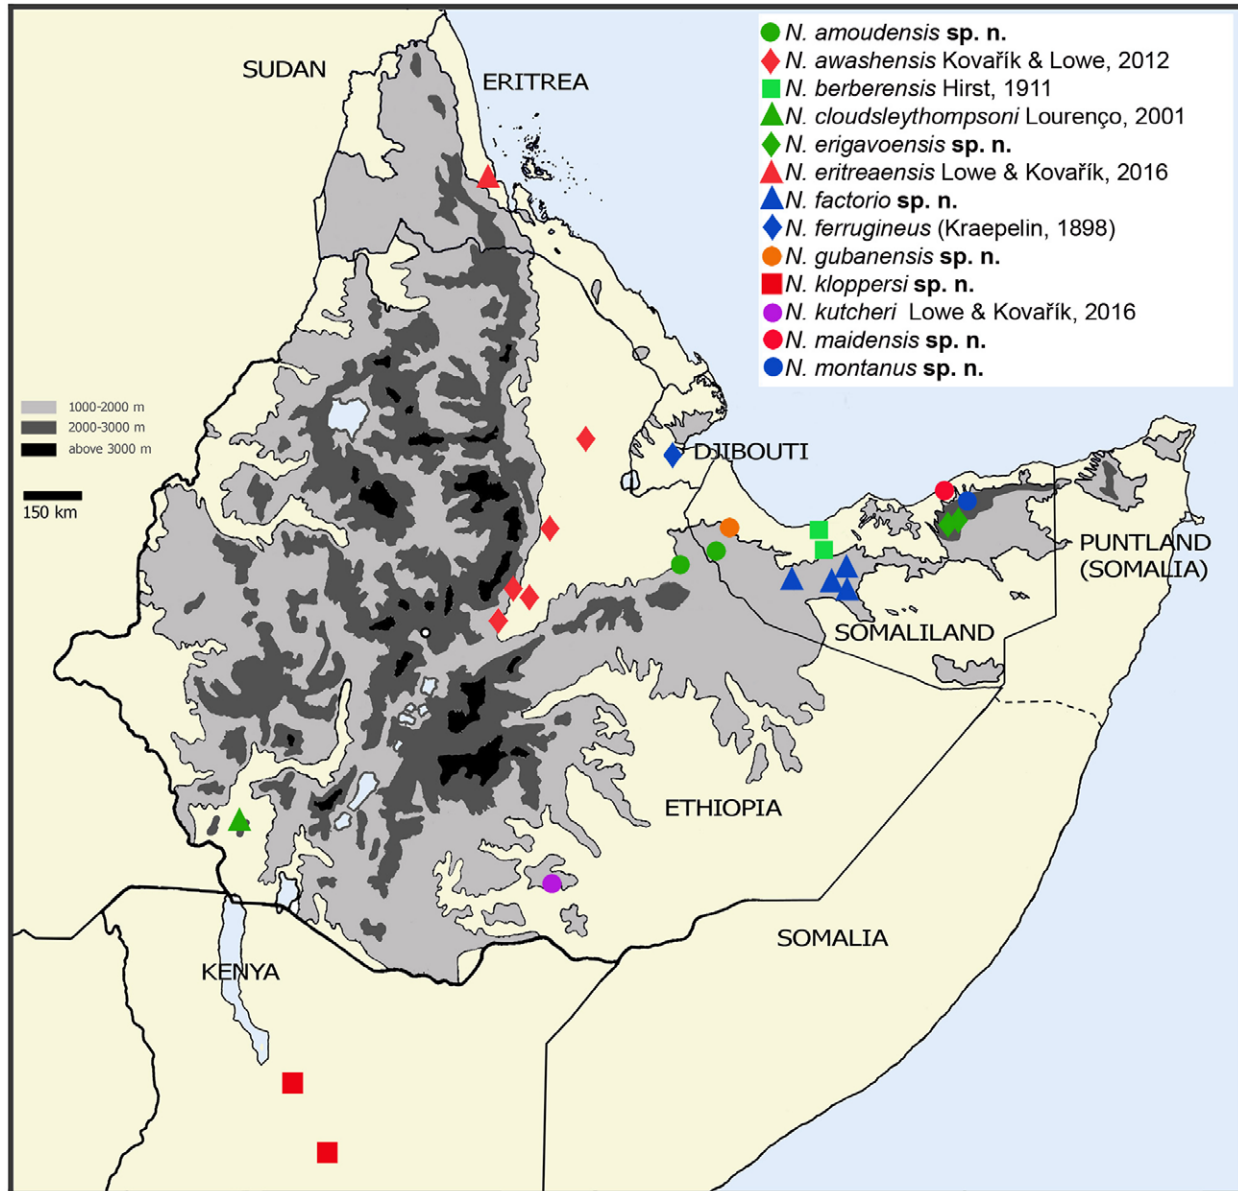 SUDAN
ERITREA
N. amoudensis sp. n.
N. awashensis Kovařík & Lowe, 2012
N. berberensis Hirst, 1911
N. cloudsleythompsoni Lourenço, 2001
N. erigavoensis sp. n.
N. eritreaensis Lowe & Kovařík, 2016
N. factorio sp. n.
N. ferrugineus (Kraepelin, 1898)
N. gubanensis sp. n.
N. kloppersi sp. n.
N. kutcheri Lowe & Kovařík, 2016
N. maidensis sp. n.
N. montanus sp. n.
1000-2000 m
2000-3000 m
above 3000 m
150 km
DJIBOUTI
PUNTLAND
(SOMALIA)
SOMALILAND
ETHIOPIA
SOMALIA
KENYA